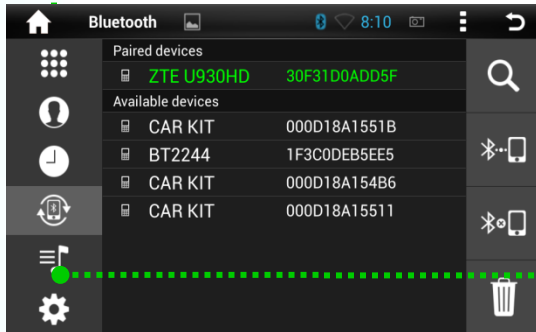 Bluetooth 8:10
Paired devices
ZTE U930HD 30F31D0ADD5F
Available devices
CAR KIT 000D18A1551B
BT2244 1F3C0DEB5EE5
CAR KIT 000D18A154B6
CAR KIT 000D18A15511